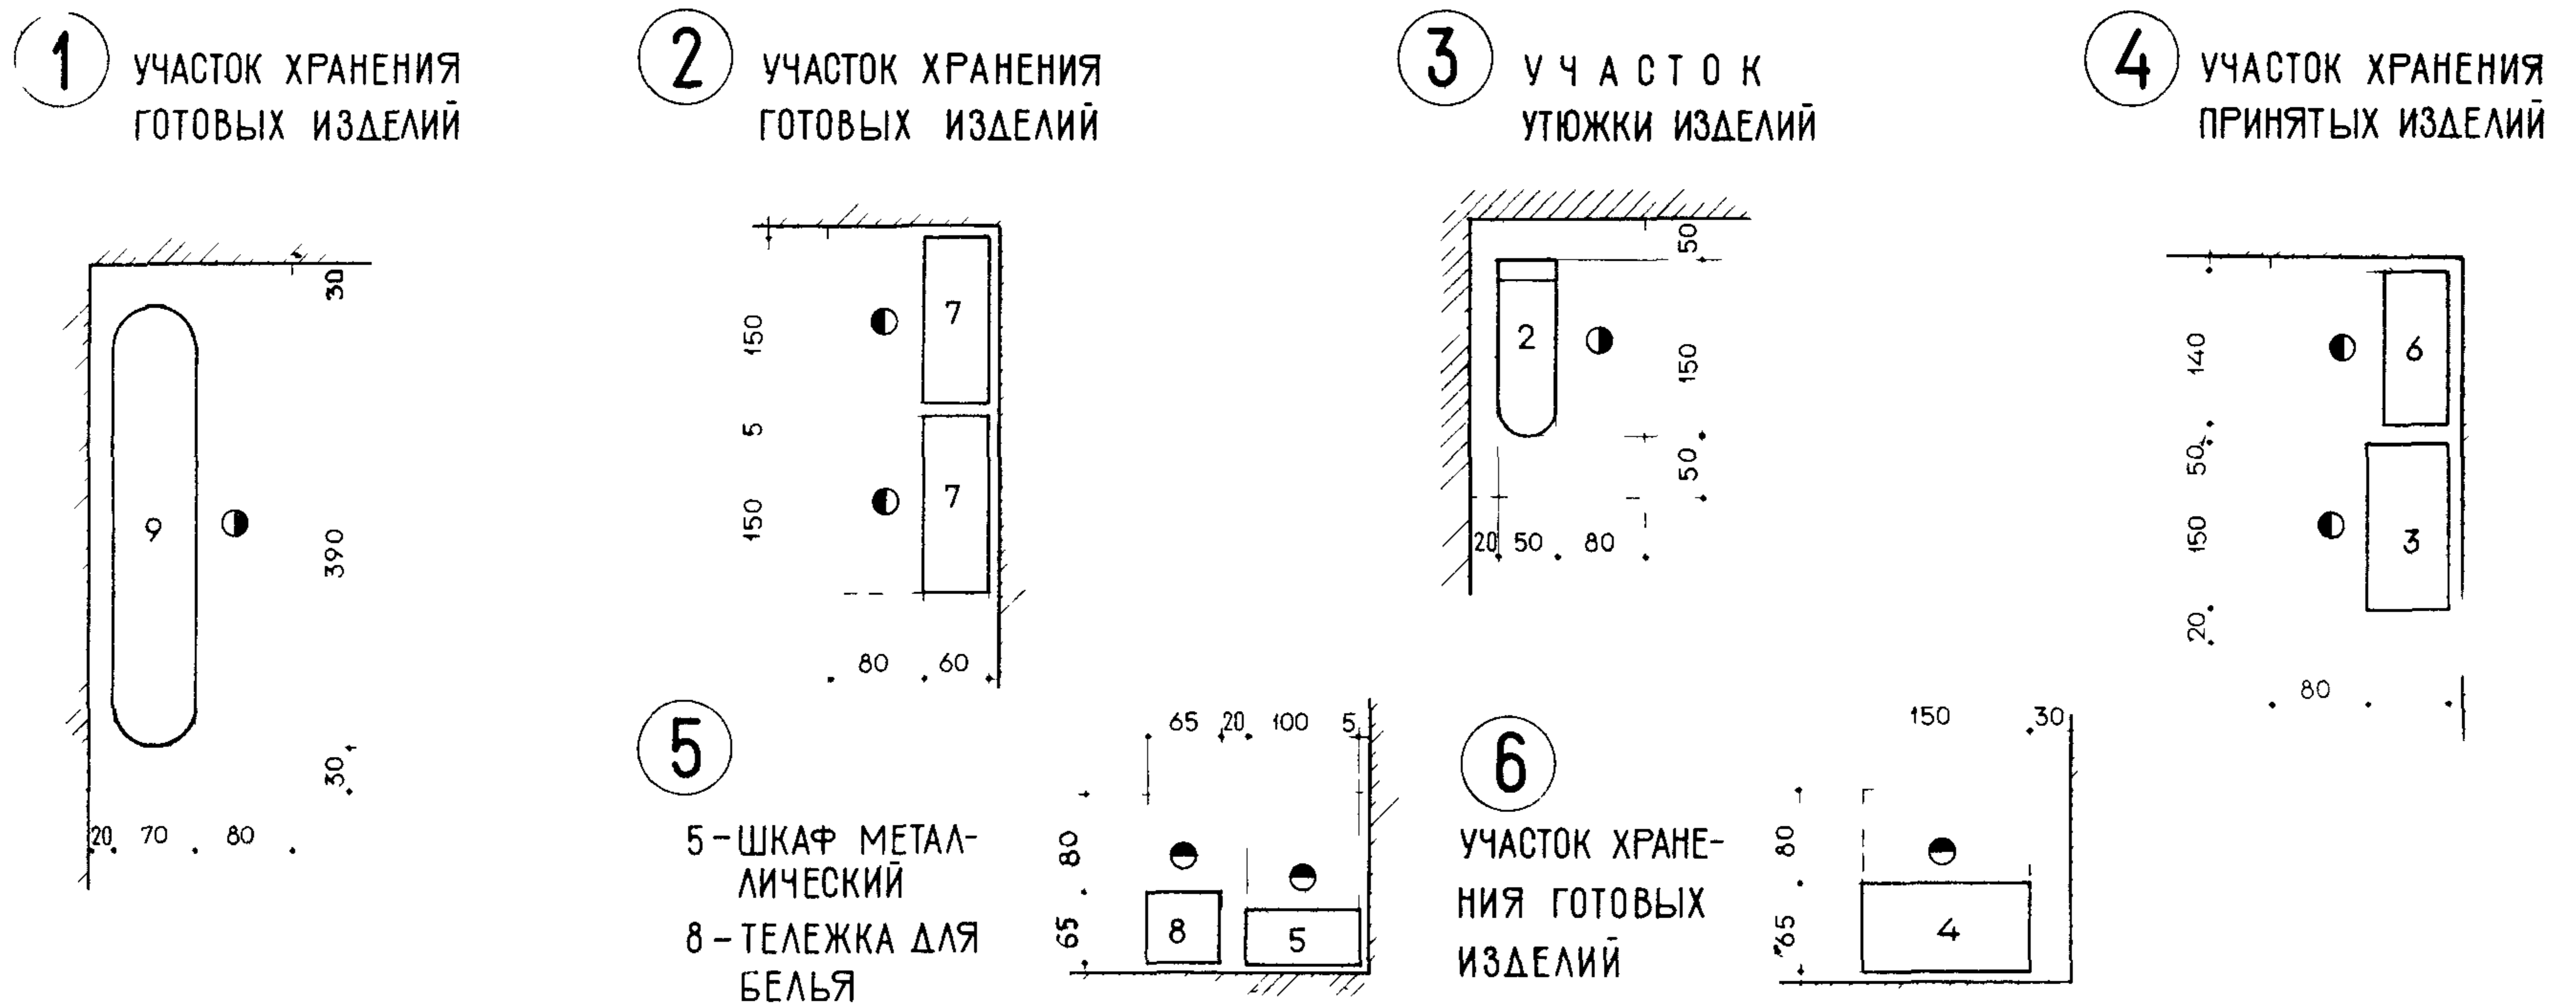 1
УЧАСТОК ХРАНЕНИЯ
ГОТОВЫХ ИЗДЕЛИЙ
30
9
390
30
20 70 80
2
УЧАСТОК ХРАНЕНИЯ
ГОТОВЫХ ИЗДЕЛИЙ
7
150
5
7
150
80 60
3
УЧАСТОК
УТЮЖКИ ИЗДЕЛИЙ
50
2
150
50
20 50 80
4
УЧАСТОК ХРАНЕНИЯ
ПРИНЯТЫХ ИЗДЕЛИЙ
140
6
50
150
3
20
80
5
5 – ШКАФ МЕТАЛ-
ЛИЧЕСКИЙ
8 – ТЕЛЕЖКА ДЛЯ
БЕЛЬЯ
65 20 100 5
80
65
8
5
6
УЧАСТОК ХРАНЕ-
НИЯ ГОТОВЫХ
ИЗДЕЛИЙ
150 30
80
65
4